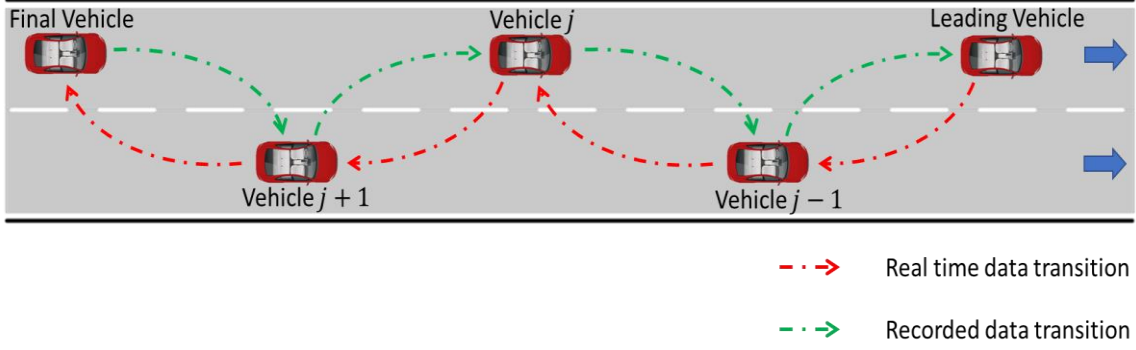 Final Vehicle
Vehicle j
Leading Vehicle
Vehicle j + 1
Vehicle j − 1
Real time data transition
Recorded data transition